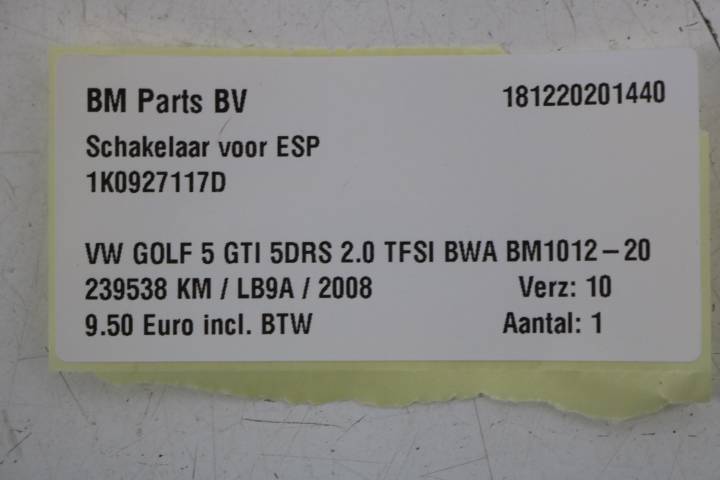 BM Parts BV 181220201440
Schakelaar voor ESP
1K0927117D
VW GOLF 5 GTI 5DRS 2.0 TFSI BWA BM1012-20
239538 KM / LB9A / 2008 Verz: 10
9.50 Euro incl. BTW Aantal: 1